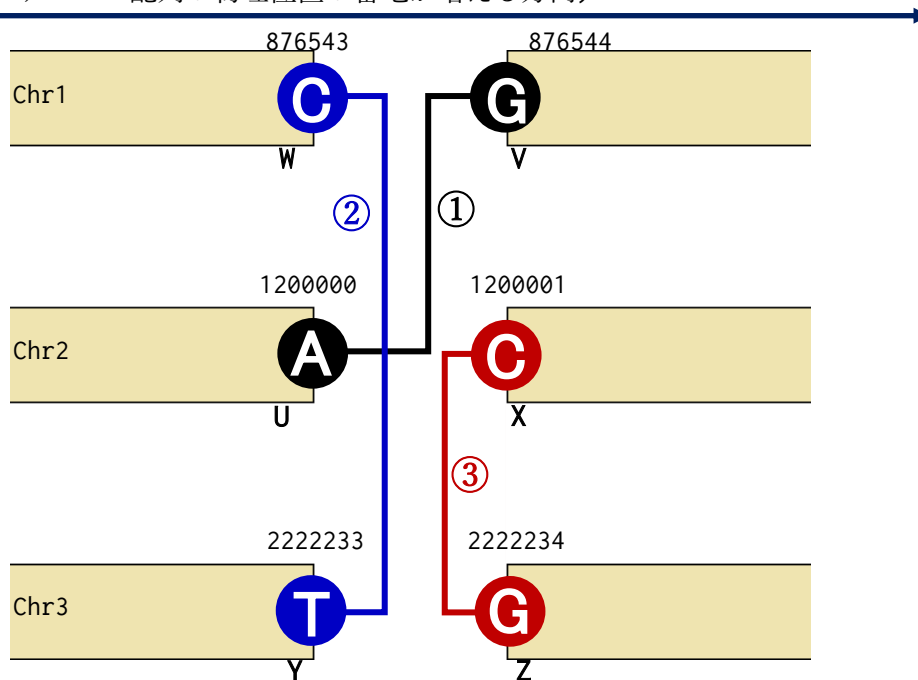 876543 876544
Chr1 C G
W V
② ①
1200000 1200001
Chr2 A C
U X
③
2222233 2222234
Chr3 T G
Y Z